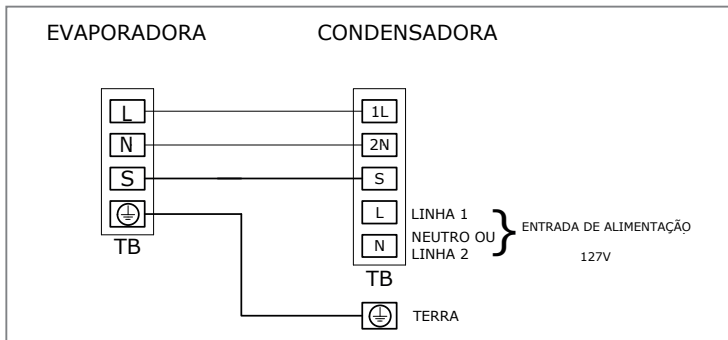 EVAPORADORA
CONDENSADORA
L
1L
N
2N
S
S
L
LINHA 1
N
NEUTRO OU
LINHA 2
ENTRADA DE ALIMENTAÇÃO
127V
TB
TB
TERRA